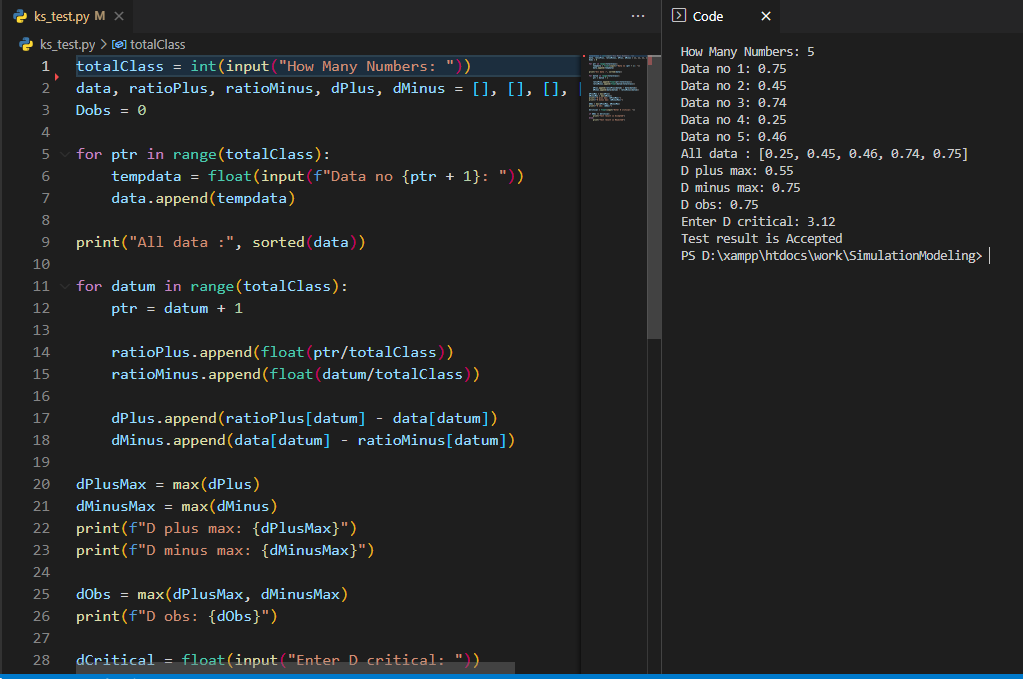 ks_test.py M
ks_test.py > totalClass
1 totalClass = int(input("How Many Numbers: "))
2 data, ratioPlus, ratioMinus, dPlus, dMinus = [], [], [],
3 Dobs = 0
4
5 for ptr in range(totalClass):
6 tempdata = float(input(f"Data no {ptr + 1}: "))
7 data.append(tempdata)
8
9 print("All data :", sorted(data))
10
11 for datum in range(totalClass):
12 ptr = datum + 1
13
14 ratioPlus.append(float(ptr/totalClass))
15 ratioMinus.append(float(datum/totalClass))
16
17 dPlus.append(ratioPlus[datum] - data[datum])
18 dMinus.append(data[datum] - ratioMinus[datum])
19
20 dPlusMax = max(dPlus)
21 dMinusMax = max(dMinus)
22 print(f"D plus max: {dPlusMax}")
23 print(f"D minus max: {dMinusMax}")
24
25 dObs = max(dPlusMax, dMinusMax)
26 print(f"D obs: {dObs}")
27
28 dCritical = float(input("Enter D critical: "))
Code
How Many Numbers: 5
Data no 1: 0.75
Data no 2: 0.45
Data no 3: 0.74
Data no 4: 0.25
Data no 5: 0.46
All data : [0.25, 0.45, 0.46, 0.74, 0.75]
D plus max: 0.55
D minus max: 0.75
D obs: 0.75
Enter D critical: 3.12
Test result is Accepted
PS D:\xampp\htdocs\work\SimulationModeling>